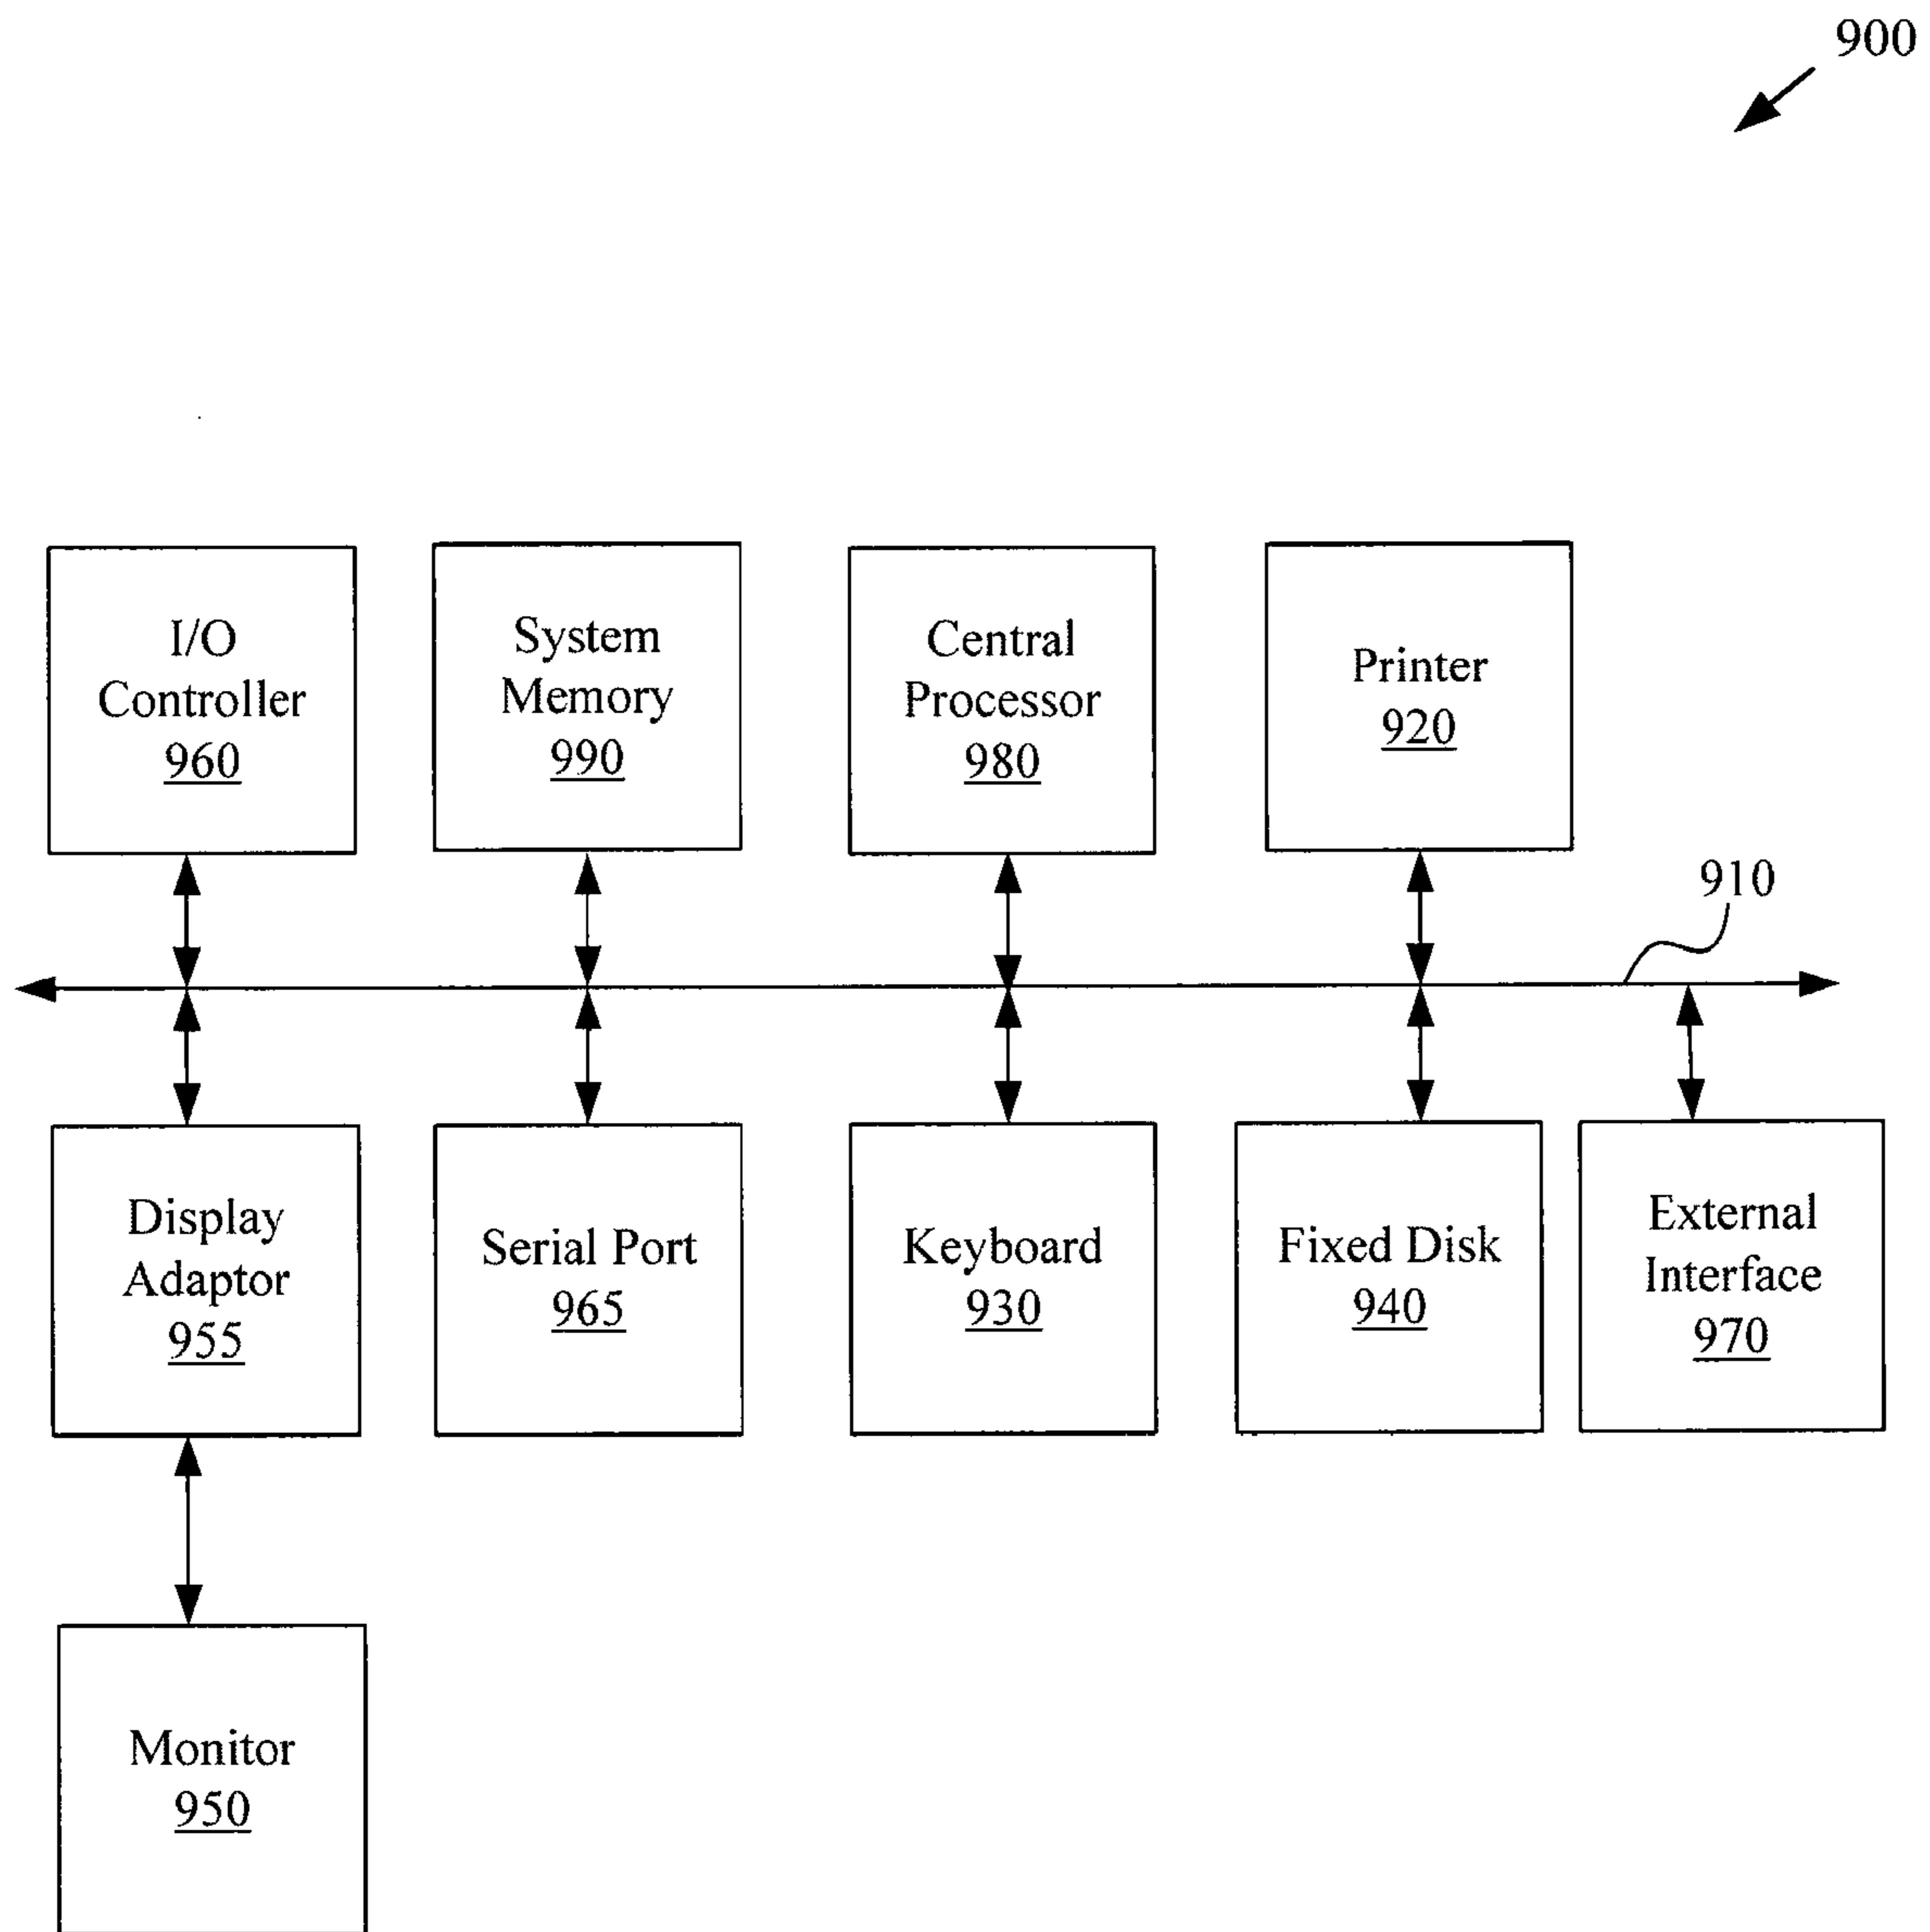 900
I/O
Controller
960
System
Memory
990
Central
Processor
980
Printer
920
910
Display
Adaptor
955
Serial Port
965
Keyboard
930
Fixed Disk
940
External
Interface
970
Monitor
950